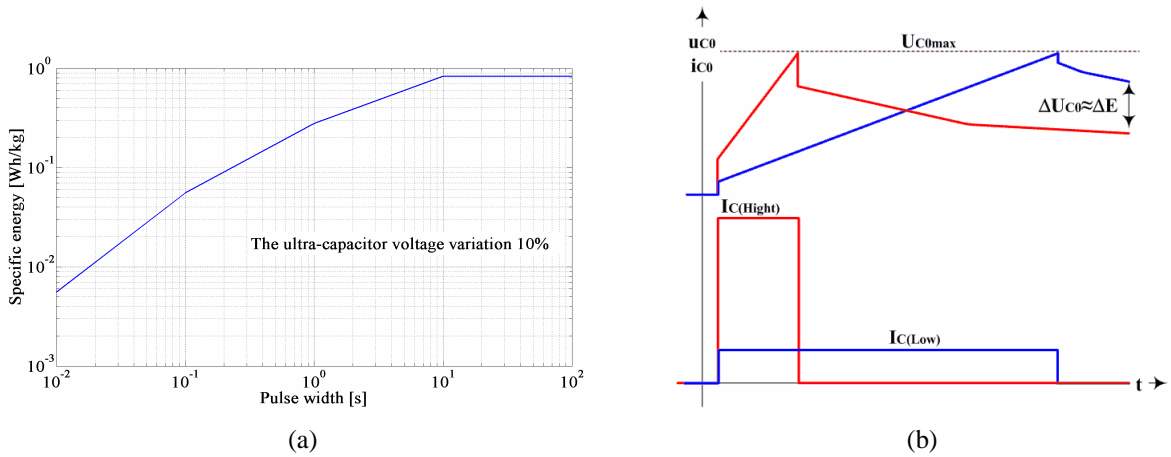 10^0
10^-1
10^-2
10^-3
Specific energy [Wh/kg]
The ultra-capacitor voltage variation 10%
10^-2 10^-1 10^0 10^1 10^2
Pulse width [s]
(a)
uC0
iC0
UC0max
ΔUC0≈ΔE
IC(Hight)
IC(Low)
t
(b)